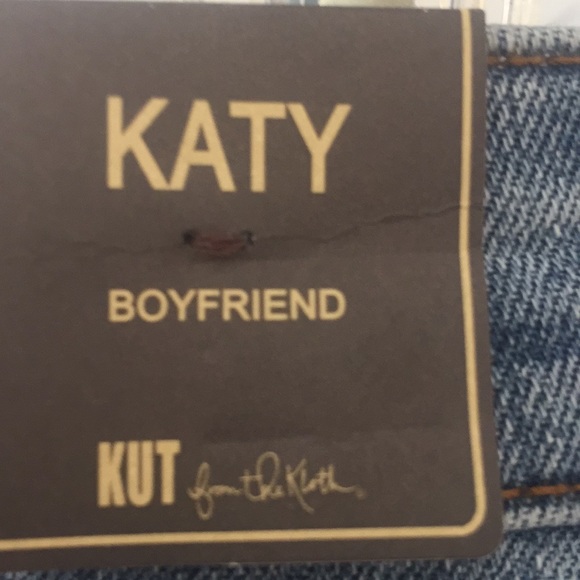 KATY
BOYFRIEND
KUT from the Kloth